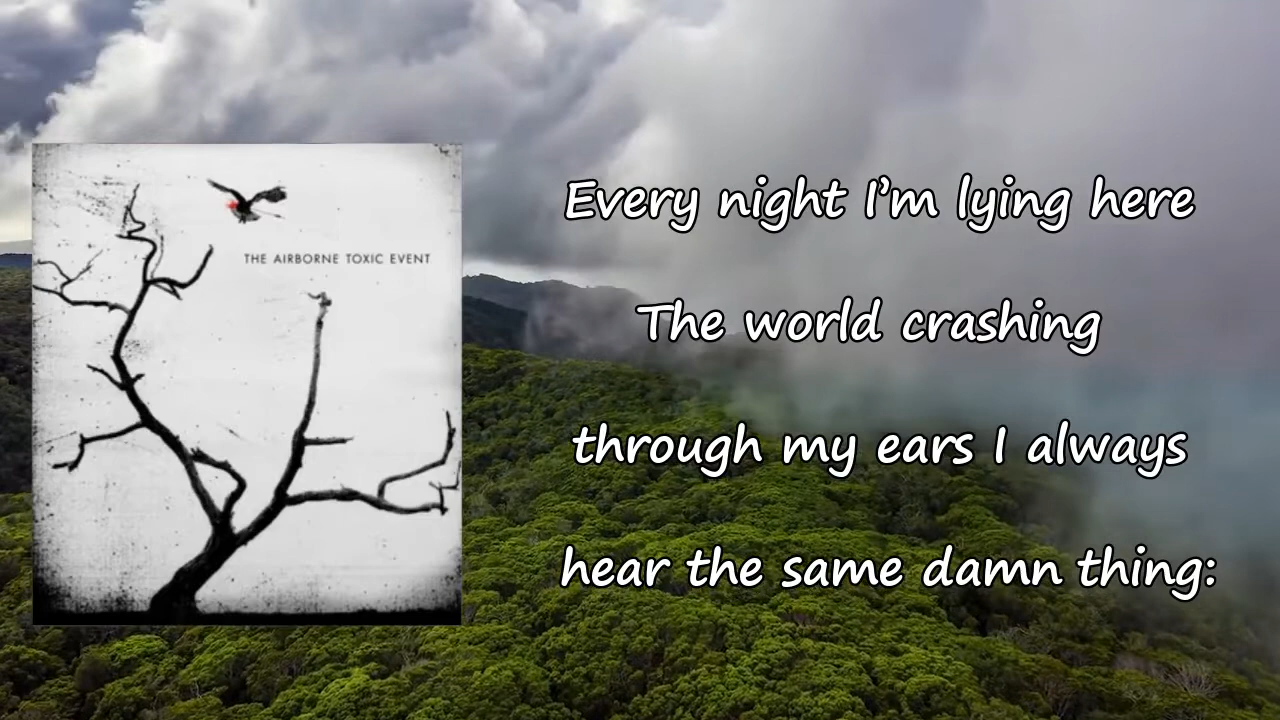 THE AIRBORNE TOXIC EVENT
Every night I’m lying here
The world crashing
through my ears I always
hear the same damn thing: